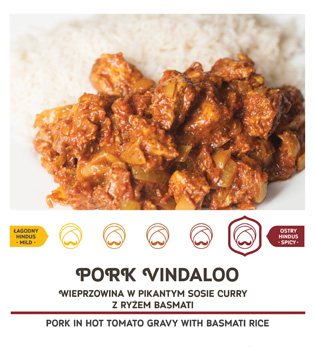 ŁAGODNY
HINDUS
- MILD -
OSTRY
HINDUS
- SPICY -
PORK VINDALOO
WIEPRZOWINA W PIKANTYM SOSIE CURRY
Z RYŻEM BASMATI
PORK IN HOT TOMATO GRAVY WITH BASMATI RICE